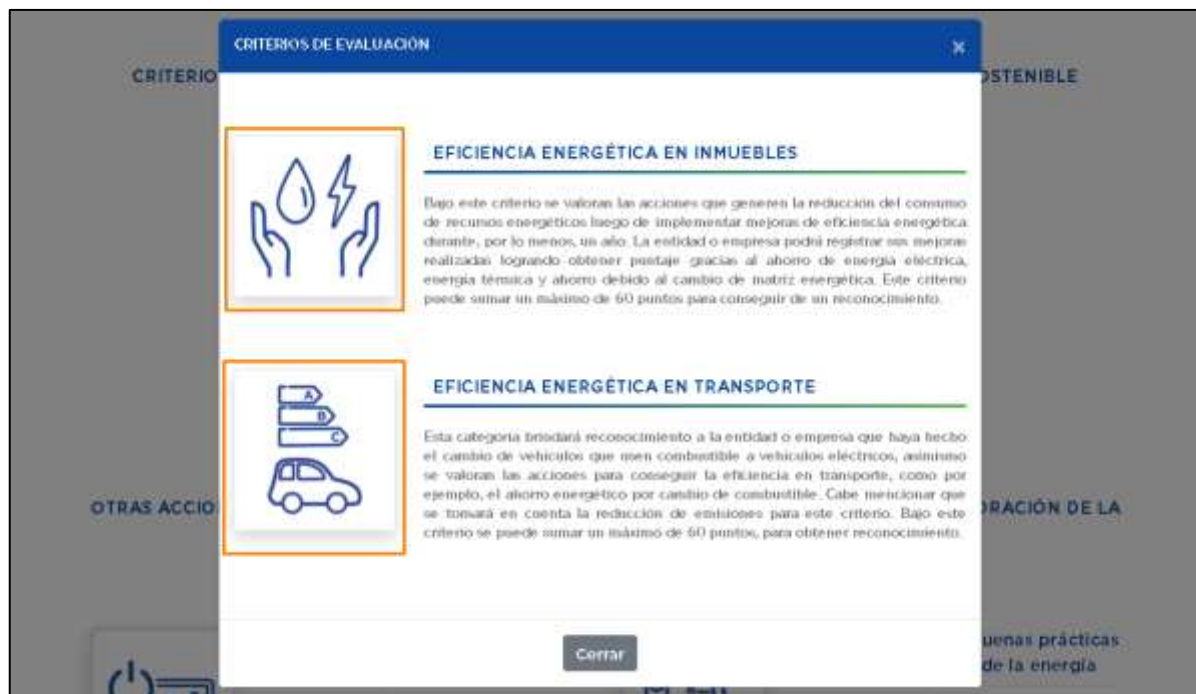 CRITERIOS DE EVALUACIÓN
×
CRITERIO
OSTENIBLE
EFICIENCIA ENERGÉTICA EN INMUEBLES
Bajo este criterio se valoran las acciones que generen la reducción del consumo
de recursos energéticos luego de implementar mejoras de eficiencia energética
durante, por lo menos, un año. La entidad o empresa podrá registrar sus mejoras
realizadas logrando obtener puntaje gracias al ahorro de energía eléctrica,
energía térmica y ahorro debido al cambio de matriz energética. Este criterio
puede sumar un máximo de 60 puntos para conseguir de un reconocimiento.
A
B
C
EFICIENCIA ENERGÉTICA EN TRANSPORTE
Esta categoría brindará reconocimiento a la entidad o empresa que haya hecho
el cambio de vehículos que usen combustible a vehículos eléctricos, asimismo
se valoran las acciones para conseguir la eficiencia en transporte, como por
ejemplo, el ahorro energético por cambio de combustible. Cabe mencionar que
se tomará en cuenta la reducción de emisiones para este criterio. Bajo este
criterio se puede sumar un máximo de 60 puntos, para obtener reconocimiento.
OTRAS ACCIO
ORACIÓN DE LA
Cerrar
uenas prácticas
de la energía